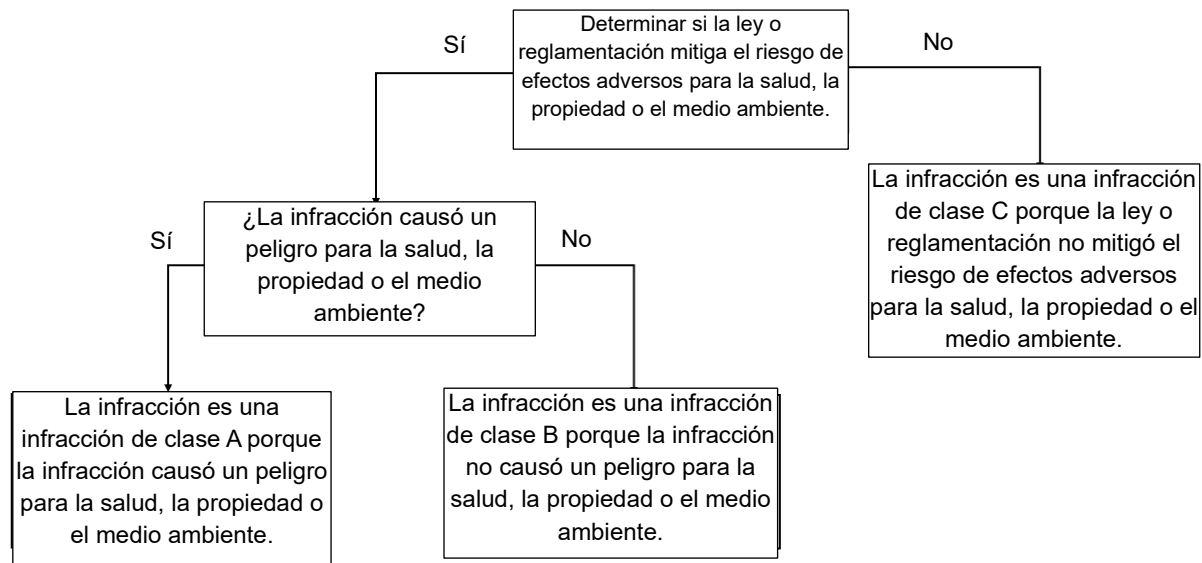 Determinar si la ley o
reglamentación mitiga el riesgo de
efectos adversos para la salud, la
propiedad o el medio ambiente.
Sí
No
¿La infracción causó un
peligro para la salud, la
propiedad o el medio
ambiente?
La infracción es una infracción
de clase C porque la ley o
reglamentación no mitigó el
riesgo de efectos adversos
para la salud, la propiedad o el
medio ambiente.
Sí
No
La infracción es una
infracción de clase A porque
la infracción causó un peligro
para la salud, la propiedad o
el medio ambiente.
La infracción es una infracción
de clase B porque la infracción
no causó un peligro para la
salud, la propiedad o el medio
ambiente.